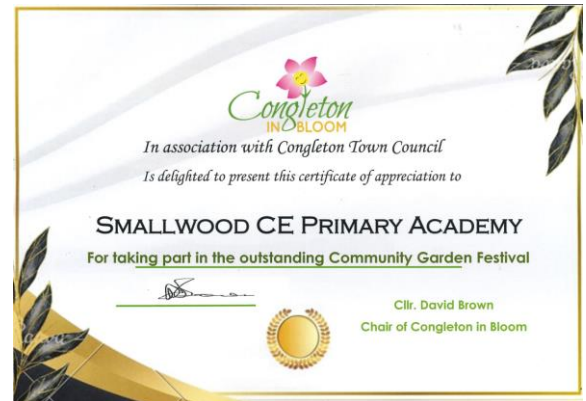 Congleton
IN BLOOM
In association with Congleton Town Council
Is delighted to present this certificate of appreciation to
SMALLWOOD CE PRIMARY ACADEMY
For taking part in the outstanding Community Garden Festival
Cllr. David Brown
Chair of Congleton in Bloom